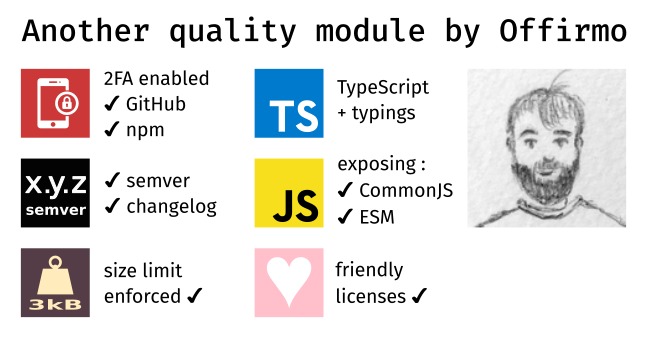 Another quality module by Offirmo
2FA enabled
✔ GitHub
✔ npm
TS
TypeScript
+ typings
x.y.z
semver
✔ semver
✔ changelog
JS
exposing :
✔ CommonJS
✔ ESM
3kB
size limit
enforced ✔
friendly
licenses ✔